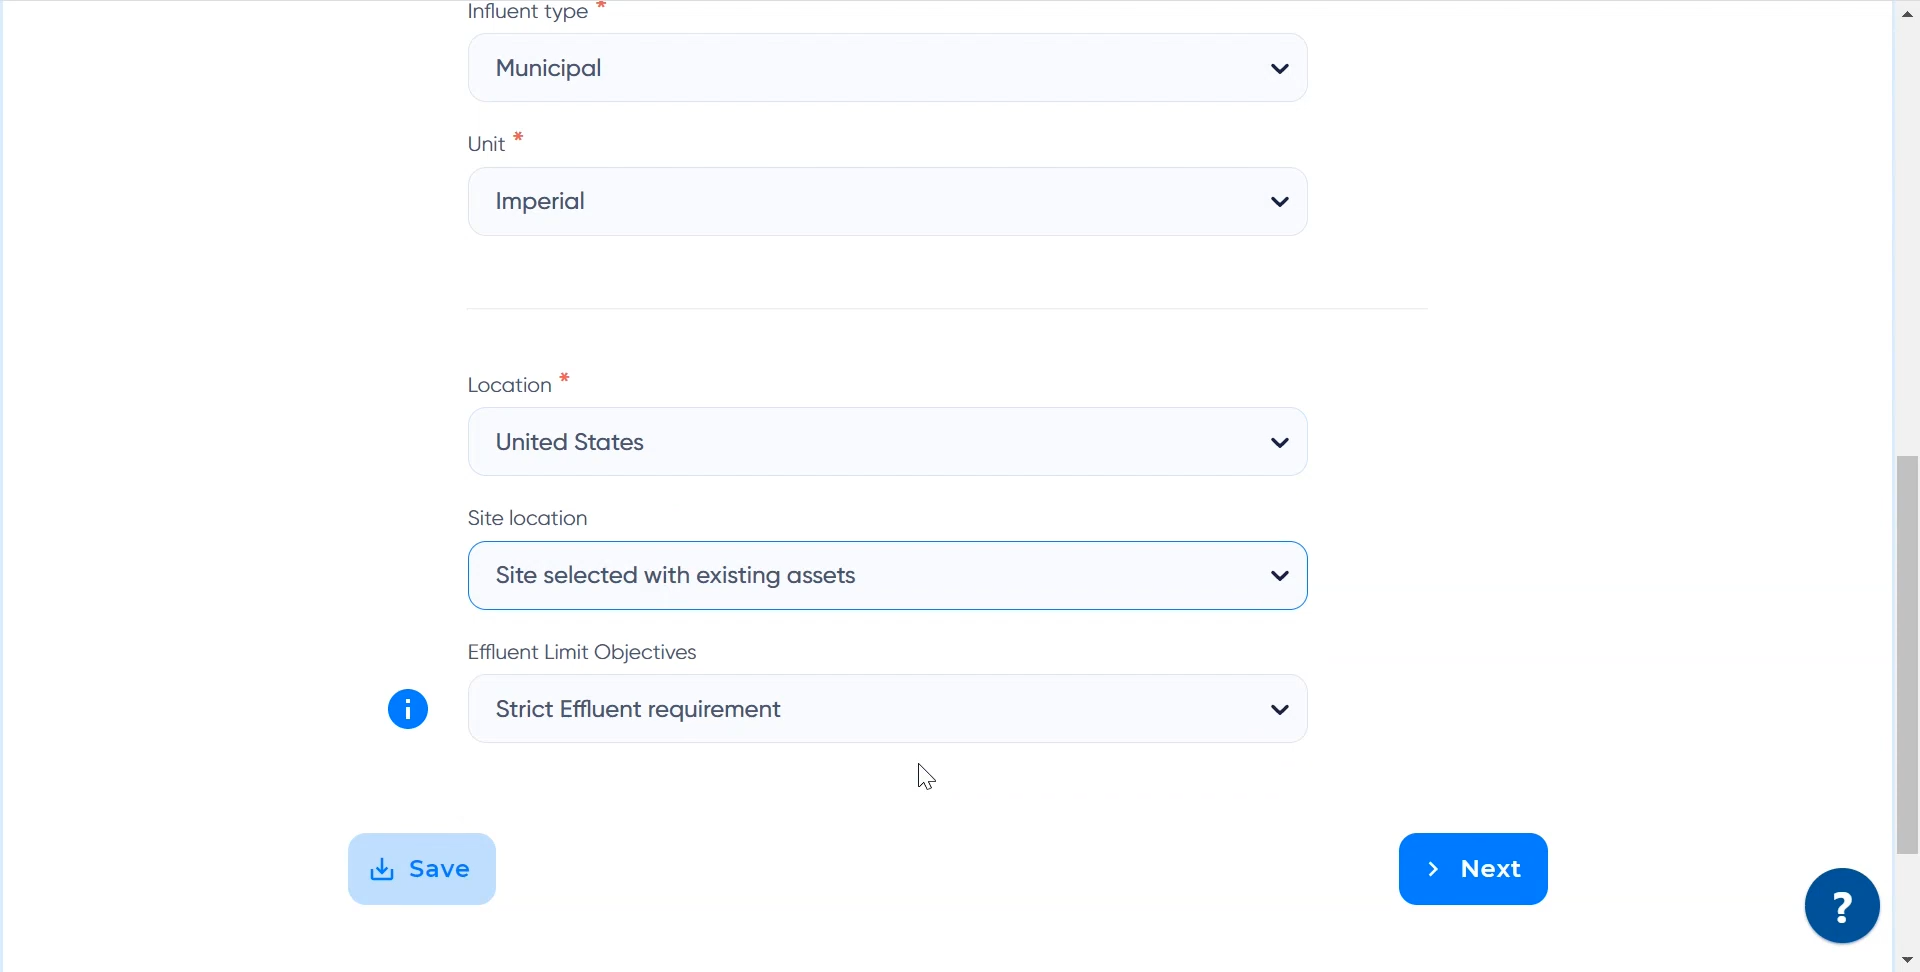 Influent type *
Municipal
Unit *
Imperial
Location *
United States
Site location
Site selected with existing assets
Effluent Limit Objectives
i
Strict Effluent requirement
Save
Next
?